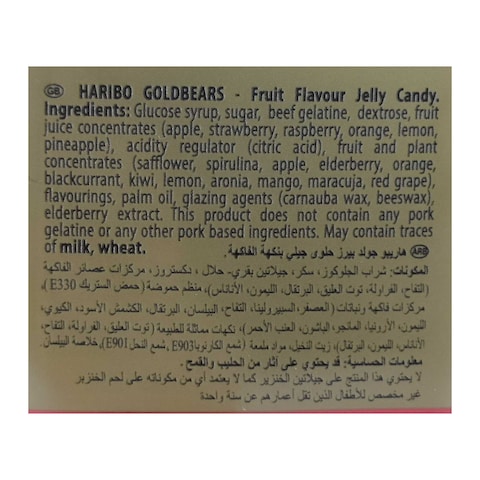 GB HARIBO GOLDBEARS - Fruit Flavour Jelly Candy.
Ingredients: Glucose syrup, sugar, beef gelatine, dextrose, fruit
juice concentrates (apple, strawberry, raspberry, orange, lemon,
pineapple), acidity regulator (citric acid), fruit and plant
concentrates (safflower, spirulina, apple, elderberry, orange,
blackcurrant, kiwi, lemon, aronia, mango, maracuja, red grape),
flavourings, palm oil, glazing agents (carnauba wax, beeswax),
elderberry extract. This product does not contain any pork
gelatine or any other pork based ingredients. May contain traces
of milk, wheat.
ARB هاريبو جولد بيرز حلوى جيلي بنكهة الفاكهة.
المكونات: شراب الجلوكوز، سكر، جيلاتين بقري- حلال ، دكستروز، مركزات عصائر الفاكهة
(التفاح، الفراولة، توت العليق، البرتقال، الليمون، الأناناس)، منظم حموضة (حمض الستريك E330)،
مركزات فاكهة ونباتات (العصفر، السبيرولينا، التفاح، البيلسان، البرتقال، الكشمش الأسود، الكيوي،
الليمون، الأرونيا، المانجو، الباشون، العنب الأحمر)، نكهات مماثلة للطبيعة (توت العليق، الفراولة، التفاح،
الأناناس، الليمون، البرتقال)، زيت النخيل، مواد ملمعة (شمع الكارنوباE903، شمع النحلE901)، خلاصة البيلسان
معلومات الحساسية: قد يحتوي على آثار من الحليب والقمح.
لا يحتوي هذا المنتج على جيلاتين الخنزير كما لا يعتمد أي من مكوناته على لحم الخنزير
غير مخصص للأطفال الذين تقل أعمارهم عن سنة واحدة